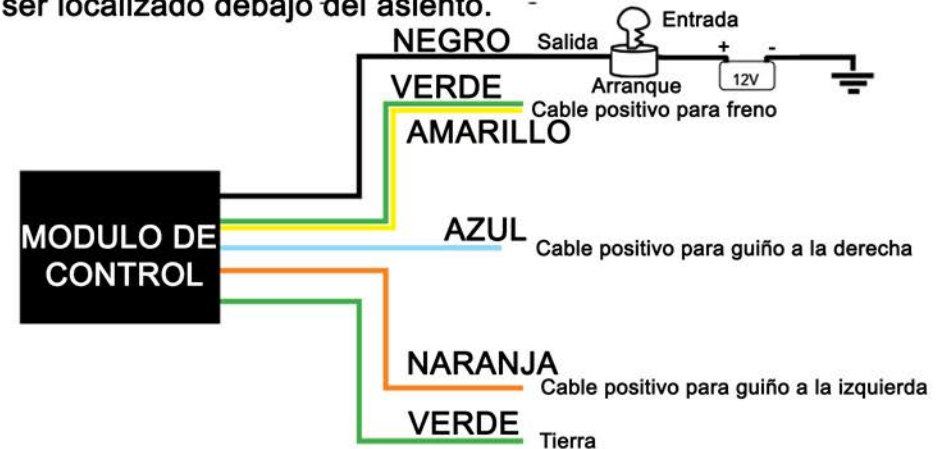 ser localizado debajo del asiento.
Entrada
NEGRO Salida
+ -
12V
Arranque
VERDE
Cable positivo para freno
AMARILLO
MODULO DE
CONTROL
AZUL
Cable positivo para guiño a la derecha
NARANJA
Cable positivo para guiño a la izquierda
VERDE
Tierra